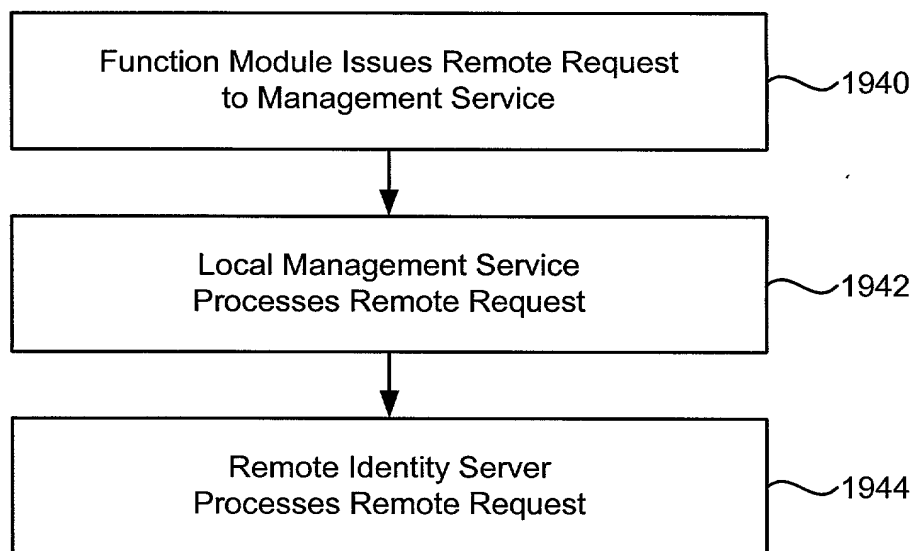 Function Module Issues Remote Request
to Management Service
1940
Local Management Service
Processes Remote Request
1942
Remote Identity Server
Processes Remote Request
1944